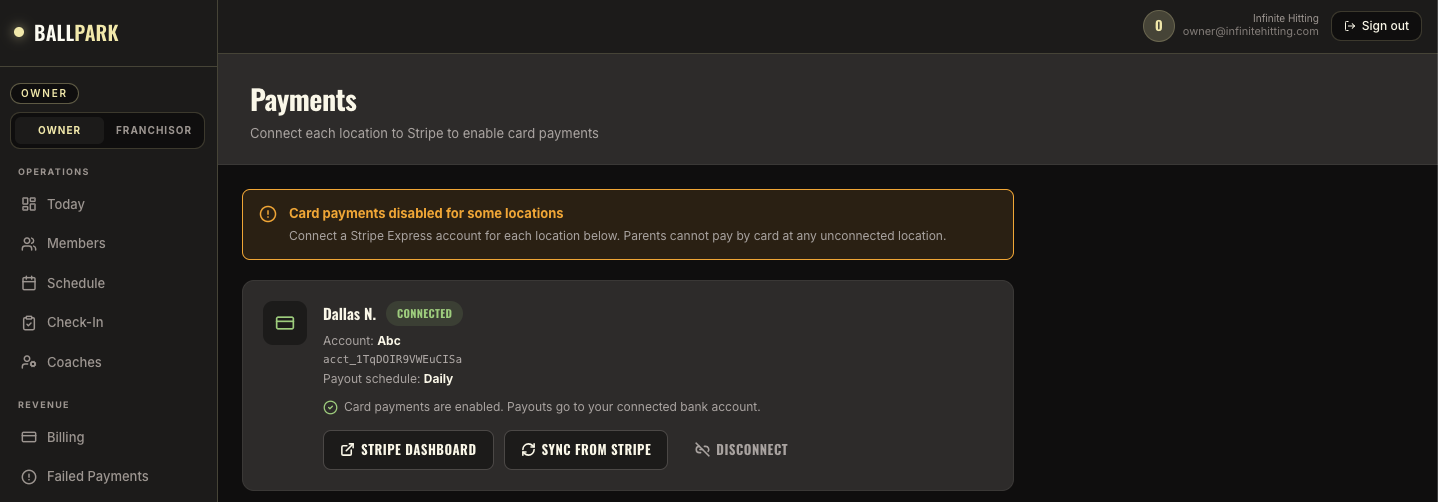 BALLPARK
OWNER
OWNER FRANCHISOR
OPERATIONS
Today
Members
Schedule
Check-In
Coaches
REVENUE
Billing
Failed Payments
0
Infinite Hitting
owner@infinitehitting.com
Sign out
Payments
Connect each location to Stripe to enable card payments
Card payments disabled for some locations
Connect a Stripe Express account for each location below. Parents cannot pay by card at any unconnected location.
Dallas N. CONNECTED
Account: Abc
acct_1TqDOIR9VWEuCISa
Payout schedule: Daily
Card payments are enabled. Payouts go to your connected bank account.
STRIPE DASHBOARD SYNC FROM STRIPE DISCONNECT